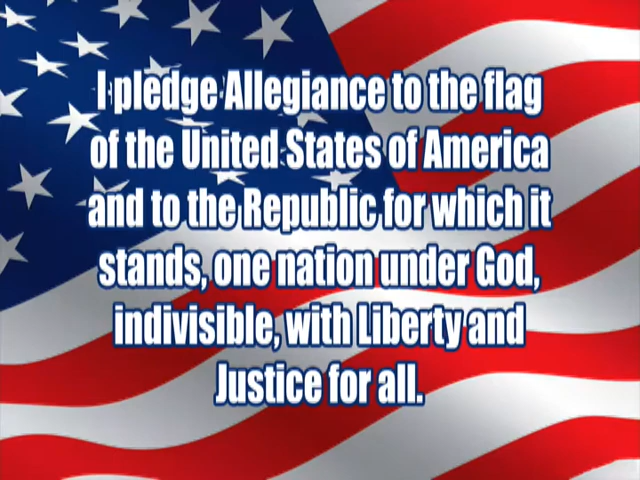 I pledge Allegiance to the flag
of the United States of America
and to the Republic for which it
stands, one nation under God,
indivisible, with Liberty and
Justice for all.